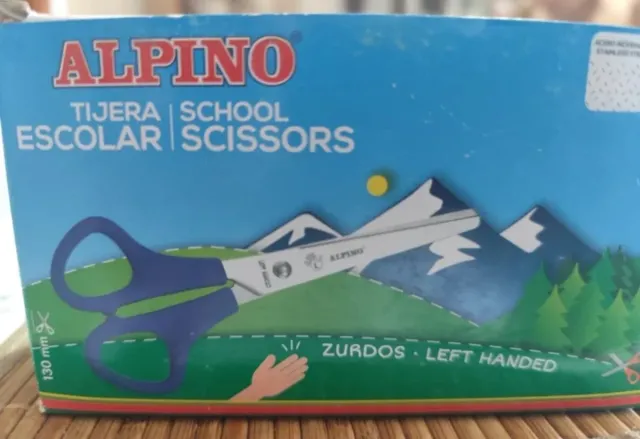 ALPINO
TIJERA ESCOLAR
SCHOOL SCISSORS
ALPINO
ZURDOS · LEFT HANDED
130 mm